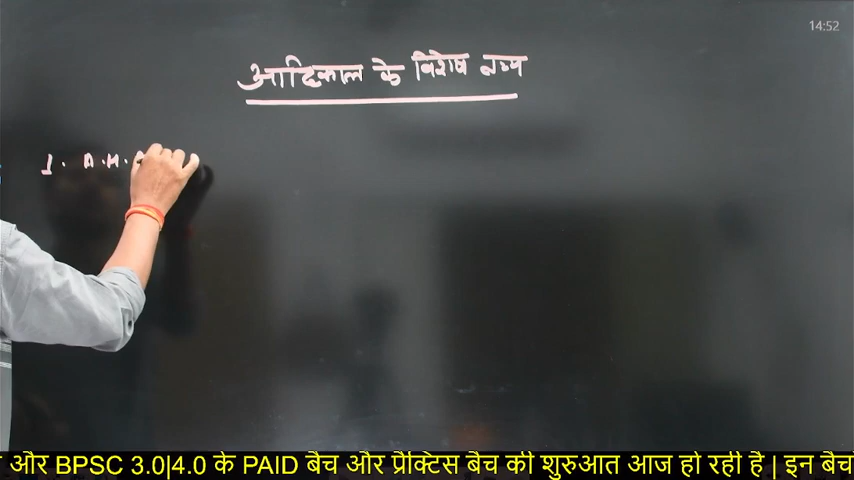 14:52
आदिकाल के विशेष तथ्य
1. A.H.
और BPSC 3.0|4.0 के PAID बैच और प्रैक्टिस बैच की शुरुआत आज हो रही है | इन बैचो